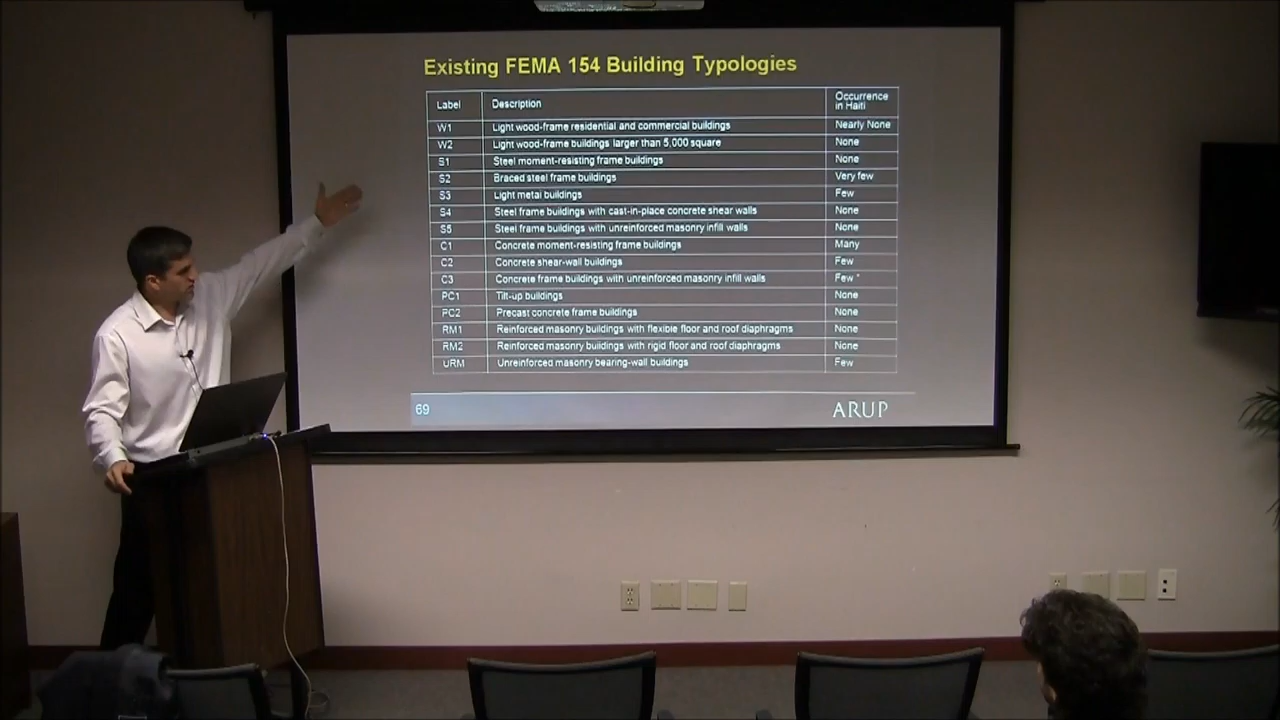 Existing FEMA 154 Building Typologies
Label Description Occurrence in Haiti
W1 Light wood-frame residential and commercial buildings Nearly None
W2 Light wood-frame buildings larger than 5,000 square None
S1 Steel moment-resisting frame buildings None
S2 Braced steel frame buildings Very few
S3 Light metal buildings Few
S4 Steel frame buildings with cast-in-place concrete shear walls None
S5 Steel frame buildings with unreinforced masonry infill walls None
C1 Concrete moment-resisting frame buildings Many
C2 Concrete shear-wall buildings Few
C3 Concrete frame buildings with unreinforced masonry infill walls Few *
PC1 Tilt-up buildings None
PC2 Precast concrete frame buildings None
RM1 Reinforced masonry buildings with flexible floor and roof diaphragms None
RM2 Reinforced masonry buildings with rigid floor and roof diaphragms None
URM Unreinforced masonry bearing-wall buildings Few
69 ARUP